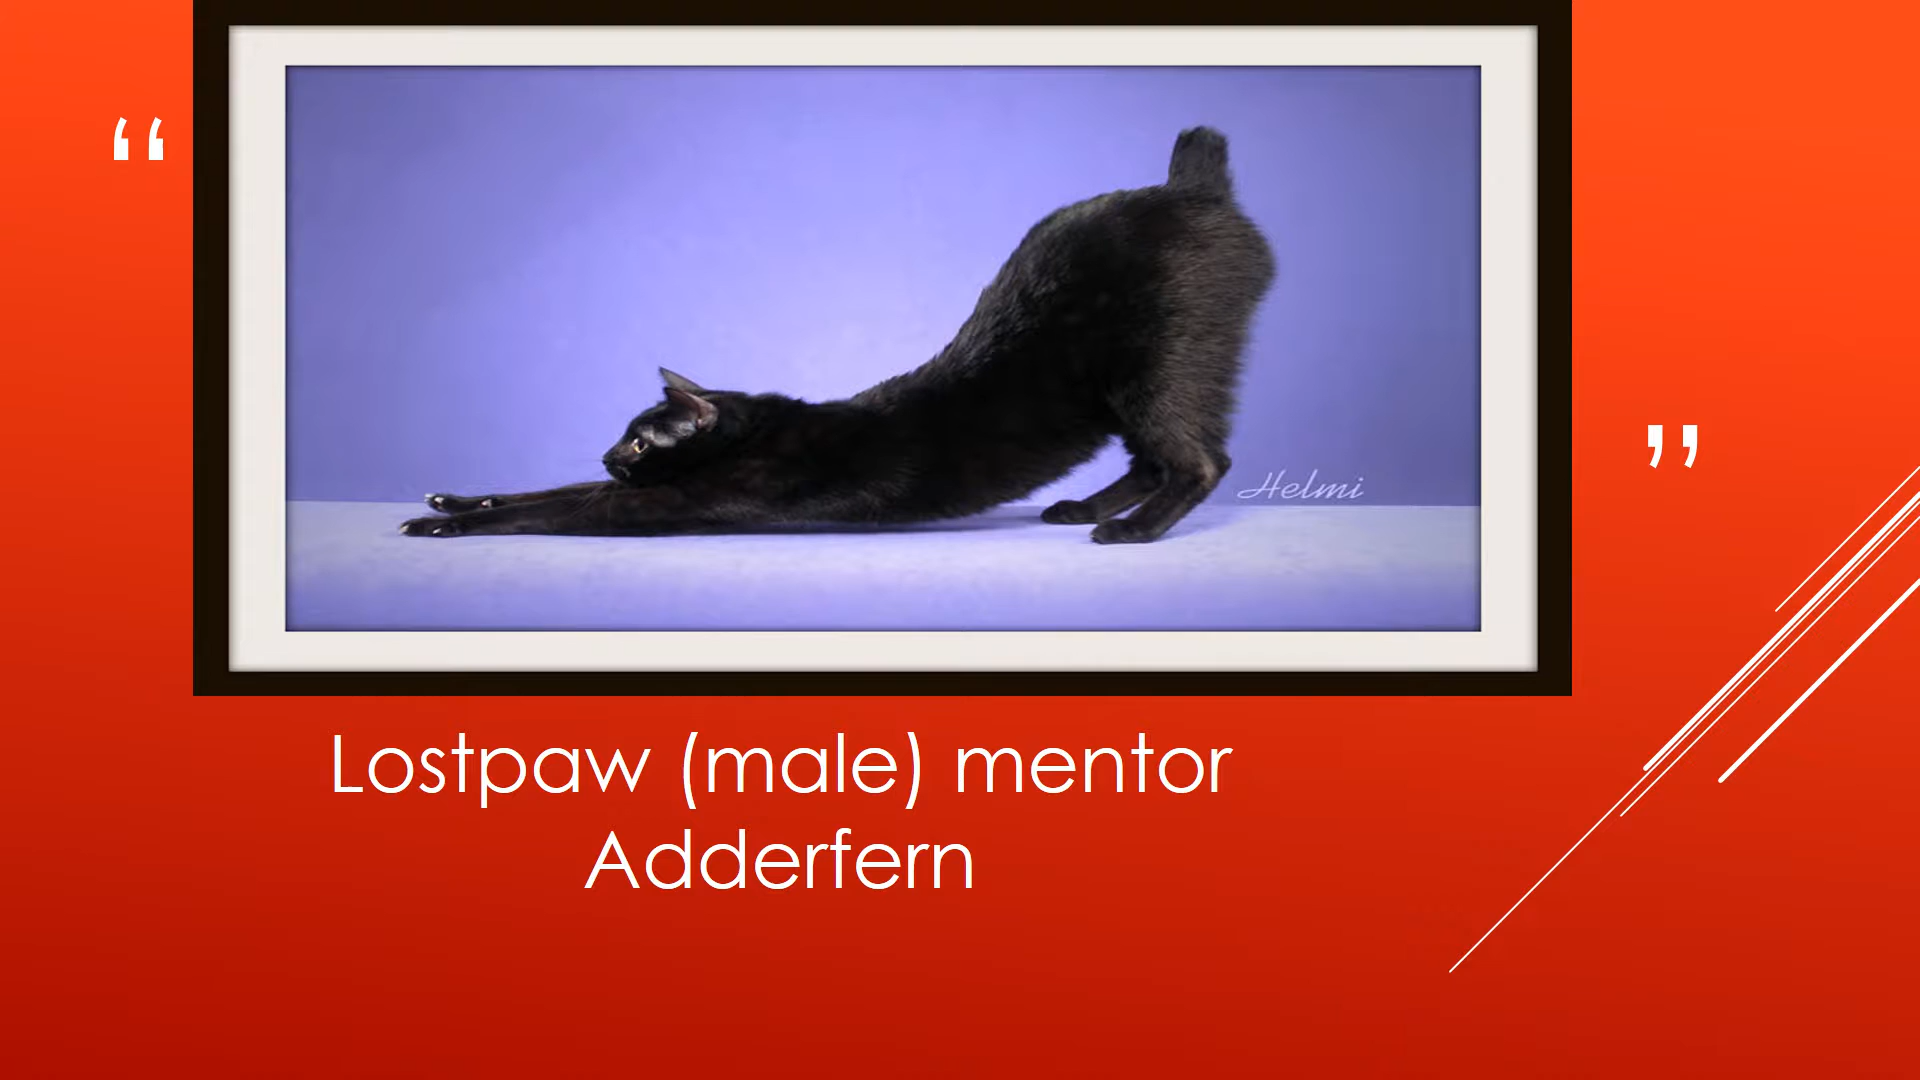 “
Helmi
”
Lostpaw (male) mentor
Adderfern